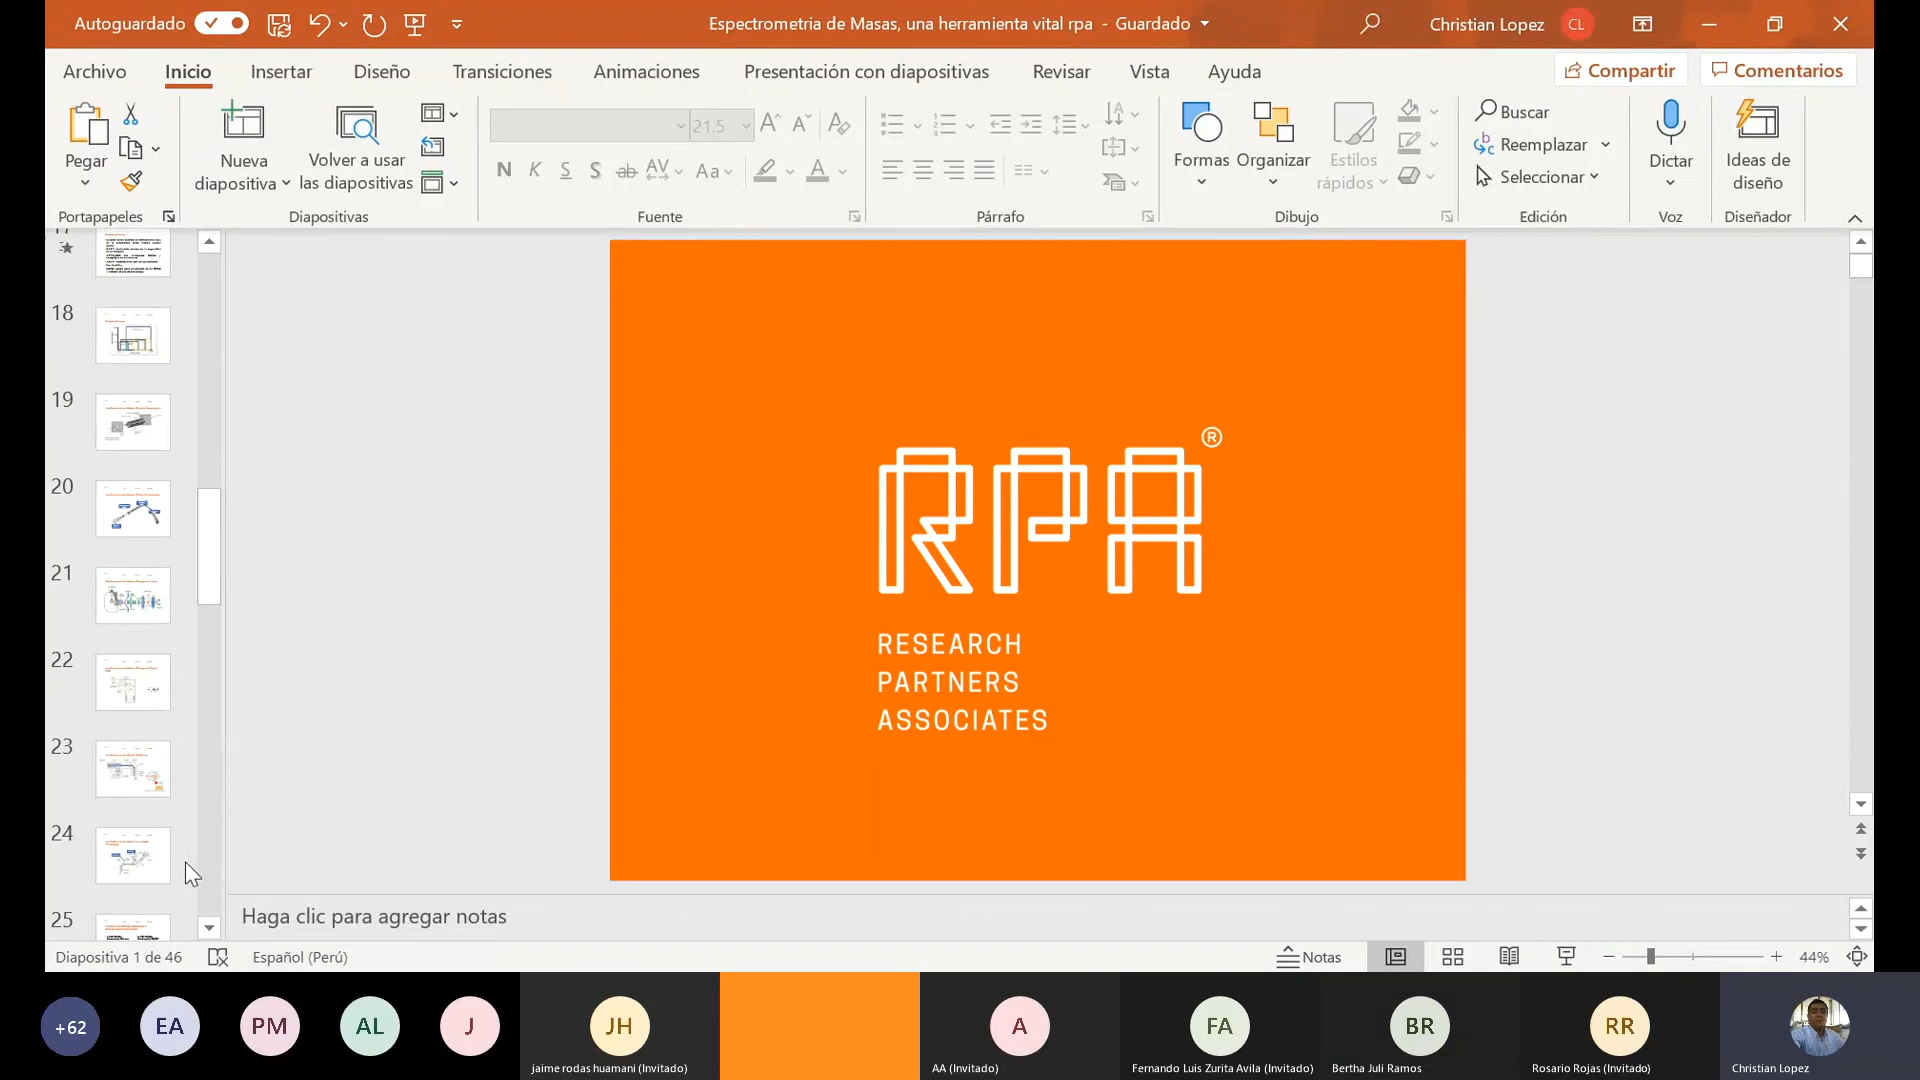 Autoguardado
Espectrometria de Masas, una herramienta vital rpa - Guardado
Christian Lopez
CL
Archivo
Inicio
Insertar
Diseño
Transiciones
Animaciones
Presentación con diapositivas
Revisar
Vista
Ayuda
Compartir
Comentarios
Pegar
Nueva
diapositiva
Volver a usar
las diapositivas
21.5
N K S S ab AV Aa A
Formas
Organizar
Estilos
rápidos
Buscar
Reemplazar
Seleccionar
Dictar
Ideas de
diseño
Portapapeles
Diapositivas
Fuente
Párrafo
Dibujo
Edición
Voz
Diseñador
17
18
19
20
21
22
23
24
25
RPA®
RESEARCH
PARTNERS
ASSOCIATES
Haga clic para agregar notas
Diapositiva 1 de 46
Español (Perú)
Notas
44%
+62
EA
PM
AL
J
JH
jaime rodas huamani (Invitado)
A
AA (Invitado)
FA
Fernando Luis Zurita Avila (Invitado)
BR
Bertha Juli Ramos
RR
Rosario Rojas (Invitado)
Christian Lopez